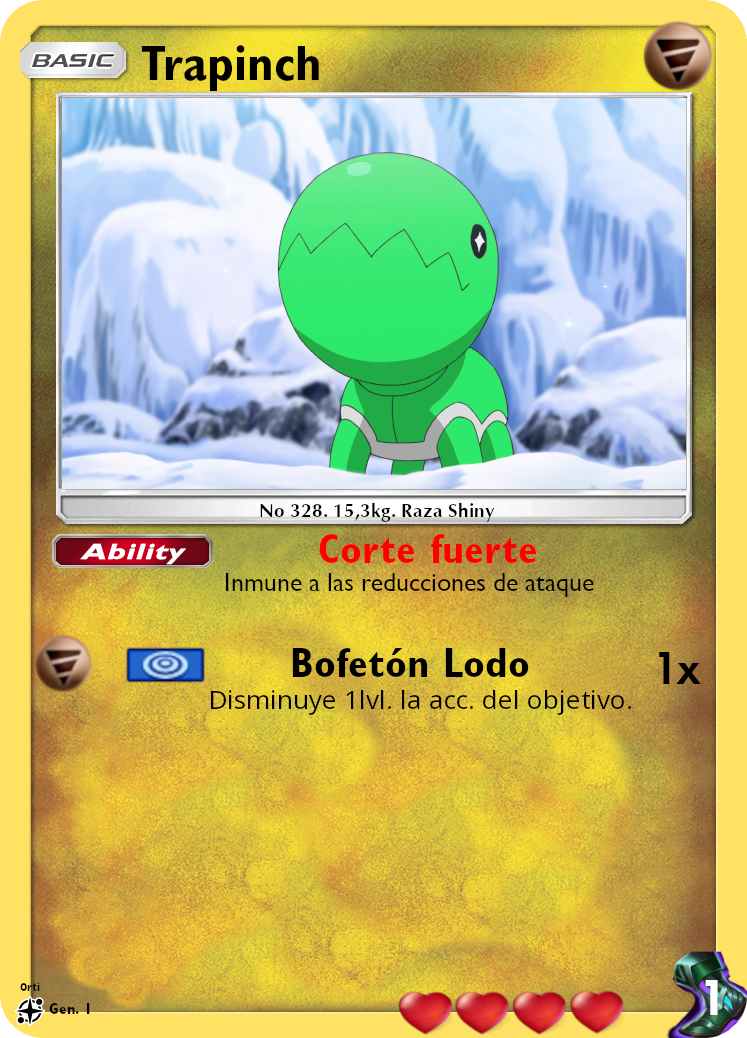 BASIC Trapinch
No 328. 15,3kg. Raza Shiny
Ability Corte fuerte
Inmune a las reducciones de ataque
Bofetón Lodo 1x
Disminuye 1lvl. la acc. del objetivo.
Orti
Gen. I
1